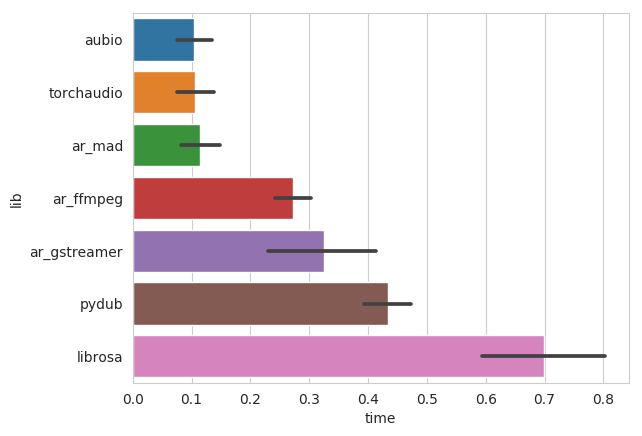 aubio
torchaudio
ar_mad
ar_ffmpeg
ar_gstreamer
pydub
librosa
lib
0.0 0.1 0.2 0.3 0.4 0.5 0.6 0.7 0.8
time